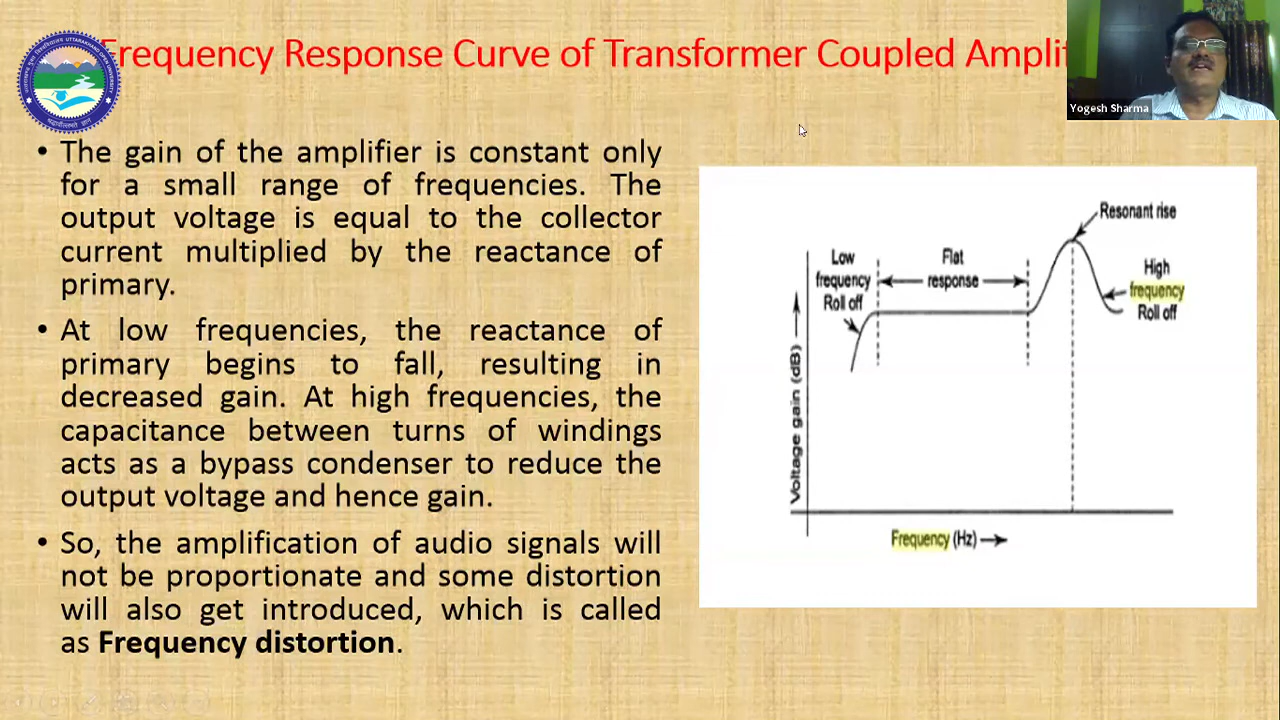 Frequency Response Curve of Transformer Coupled Amplif
Yogesh Sharma
• The gain of the amplifier is constant only
for a small range of frequencies. The
output voltage is equal to the collector
current multiplied by the reactance of
primary.
• At low frequencies, the reactance of
primary begins to fall, resulting in
decreased gain. At high frequencies, the
capacitance between turns of windings
acts as a bypass condenser to reduce the
output voltage and hence gain.
• So, the amplification of audio signals will
not be proportionate and some distortion
will also get introduced, which is called
as Frequency distortion.
Resonant rise
Low
frequency
Roll off
Flat
response
High
frequency
Roll off
Voltage gain (dB)
Frequency (Hz)